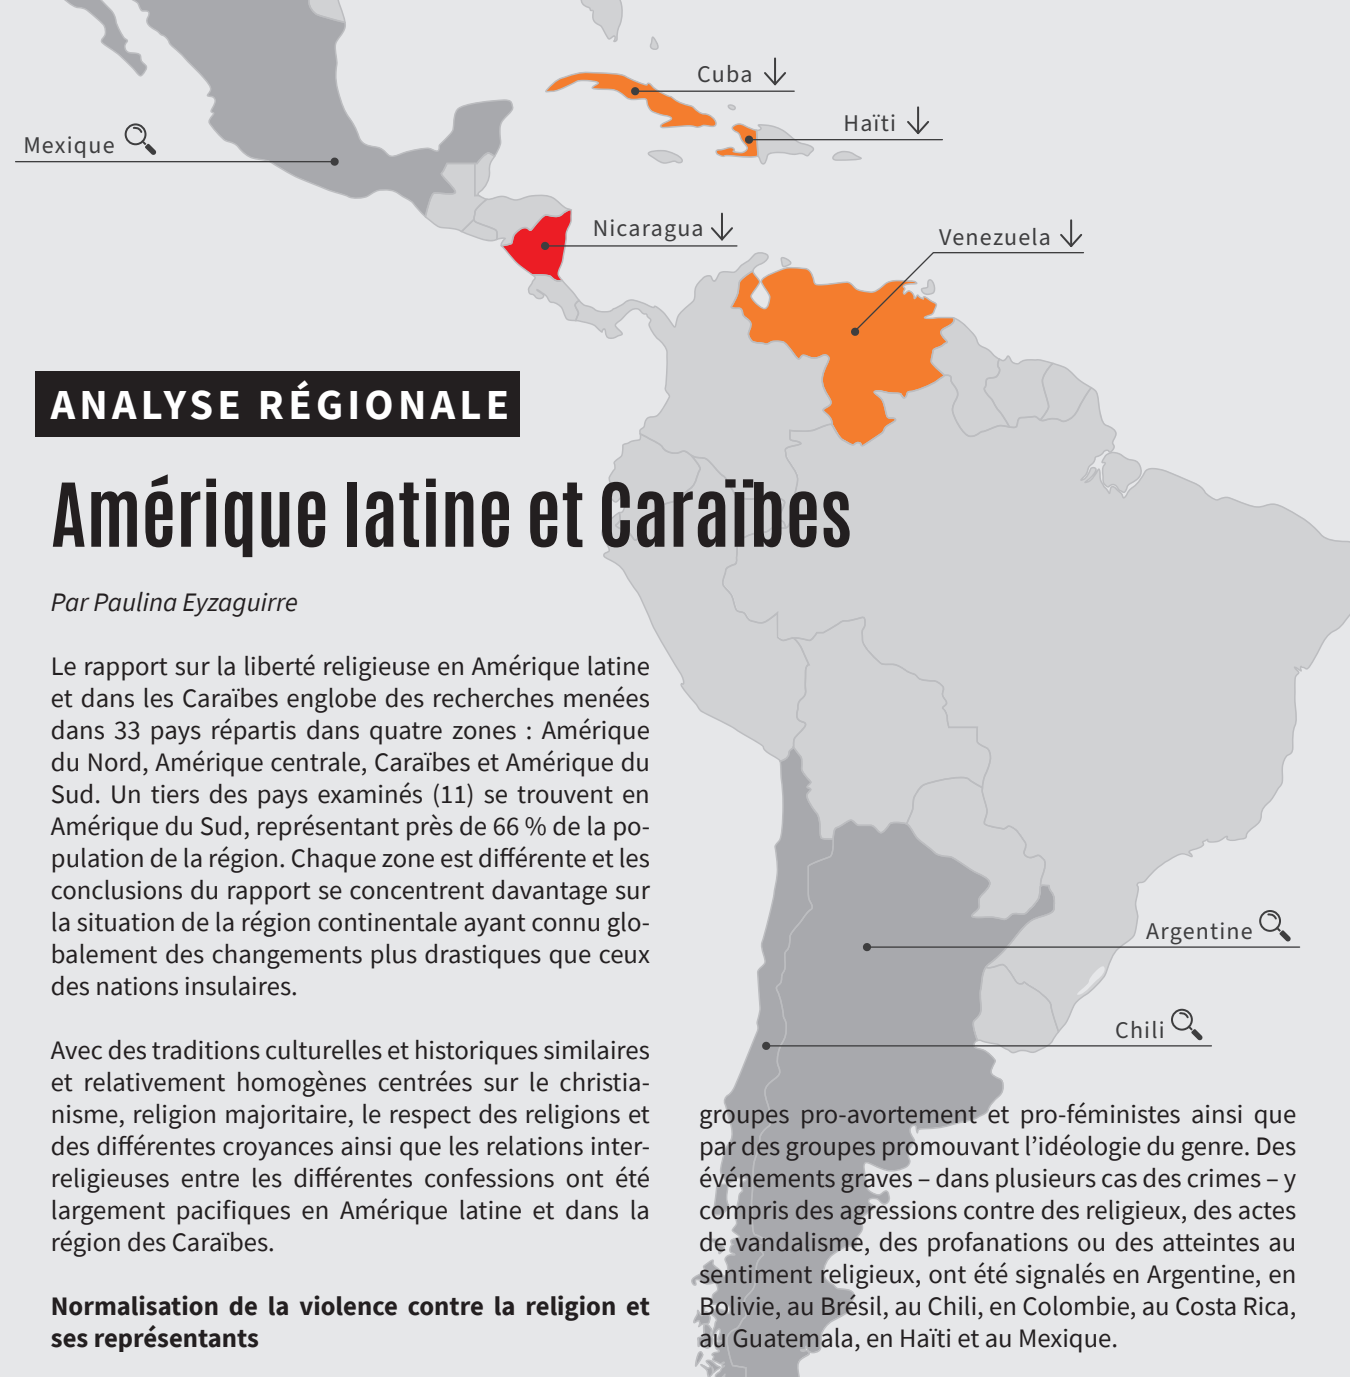 Cuba
Haïti
Mexique
Nicaragua
Venezuela
ANALYSE RÉGIONALE
Amérique latine et Caraïbes
Par Paulina Eyzaguirre
Le rapport sur la liberté religieuse en Amérique latine
et dans les Caraïbes englobe des recherches menées
dans 33 pays répartis dans quatre zones : Amérique
du Nord, Amérique centrale, Caraïbes et Amérique du
Sud. Un tiers des pays examinés (11) se trouvent en
Amérique du Sud, représentant près de 66 % de la po-
pulation de la région. Chaque zone est différente et les
conclusions du rapport se concentrent davantage sur
la situation de la région continentale ayant connu glo-
balement des changements plus drastiques que ceux
des nations insulaires.
Avec des traditions culturelles et historiques similaires
et relativement homogènes centrées sur le christia-
nisme, religion majoritaire, le respect des religions et
des différentes croyances ainsi que les relations inter-
religieuses entre les différentes confessions ont été
largement pacifiques en Amérique latine et dans la
région des Caraïbes.
Normalisation de la violence contre la religion et
ses représentants
Argentine
Chili
groupes pro-avortement et pro-féministes ainsi que
par des groupes promouvant l’idéologie du genre. Des
événements graves – dans plusieurs cas des crimes – y
compris des agressions contre des religieux, des actes
de vandalisme, des profanations ou des atteintes au
sentiment religieux, ont été signalés en Argentine, en
Bolivie, au Brésil, au Chili, en Colombie, au Costa Rica,
au Guatemala, en Haïti et au Mexique.